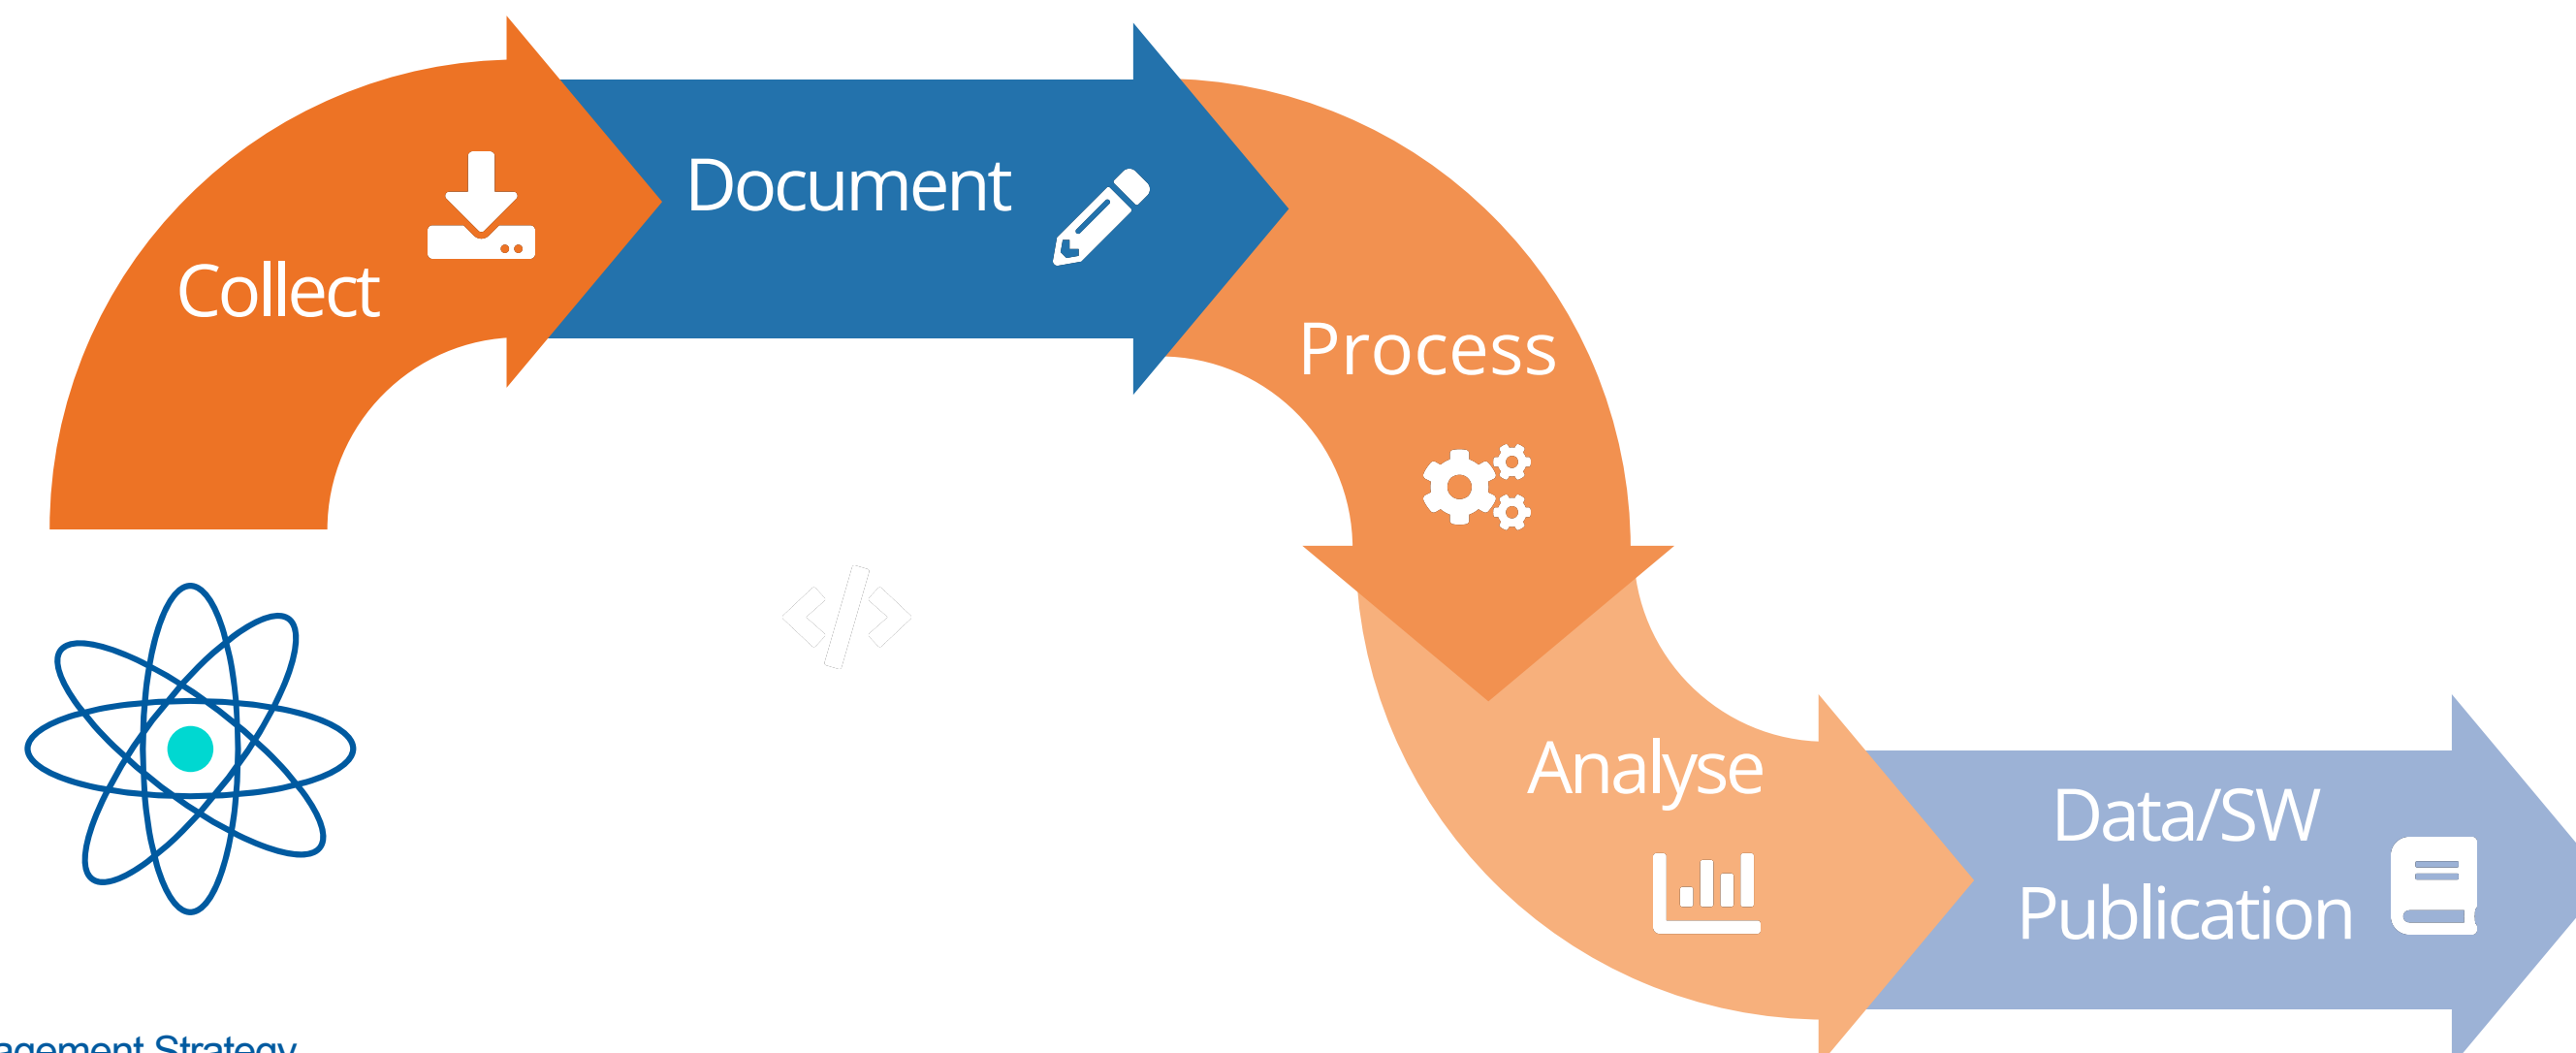 Collect
Document
Process
Analyse
Data/SW
Publication
agement Strategy